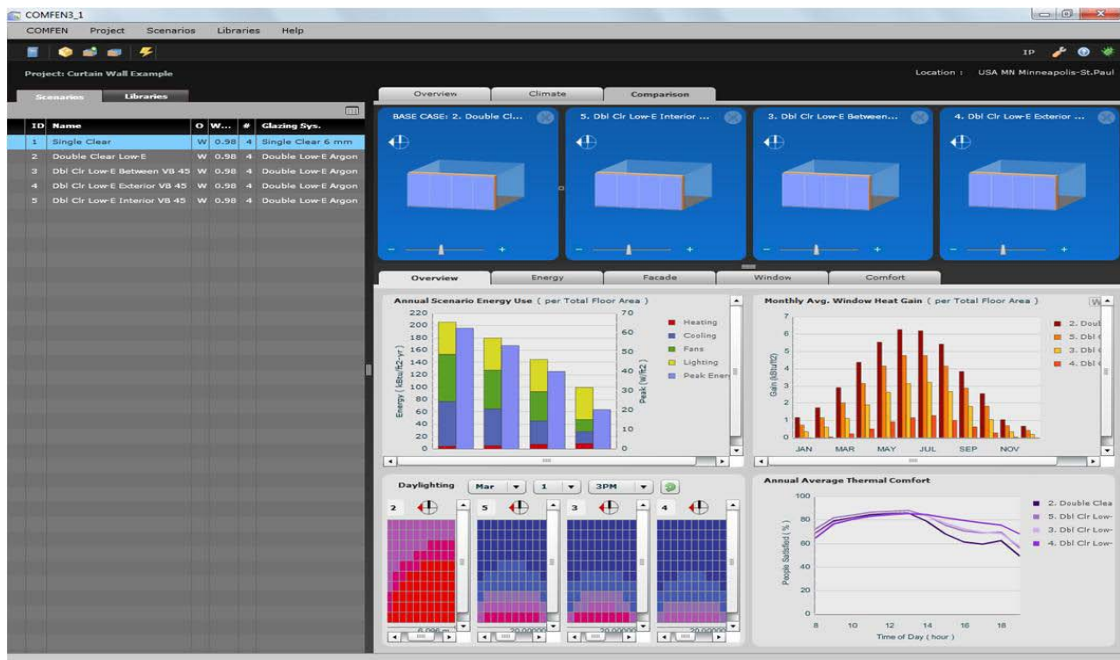 COMFEN3_1
COMFEN Project Scenarios Libraries Help
IP
Project: Curtain Wall Example
Location : USA MN Minneapolis-St.Paul
Scenarios Libraries
Overview Climate Comparison
ID Name O W... # Glazing Sys.
1 Single Clear W 0.98 4 Single Clear 6 mm
2 Double Clear Low-E W 0.98 4 Double Low-E Argon
3 Dbl Clr Low-E Between VB 45 W 0.98 4 Double Low-E Argon
4 Dbl Clr Low-E Exterior VB 45 W 0.98 4 Double Low-E Argon
5 Dbl Clr Low-E Interior VB 45 W 0.98 4 Double Low-E Argon
BASE CASE: 2. Double Cl...
5. Dbl Clr Low-E Interior ...
3. Dbl Clr Low-E Between...
4. Dbl Clr Low-E Exterior ...
Overview Energy Facade Window Comfort
Annual Scenario Energy Use ( per Total Floor Area )
Energy ( kBtu/ft2-yr )
220
200
180
160
140
120
100
80
60
40
20
0
70
60
50
40
30
20
10
0
Peak (W/ft2)
Heating
Cooling
Fans
Lighting
Peak Ener
Monthly Avg. Window Heat Gain ( per Total Floor Area )
W
Gain (kBtu/ft2)
7
6
5
4
3
2
1
0
JAN MAR MAY JUL SEP NOV
2. Doubl
5. Dbl C
3. Dbl C
4. Dbl C
Daylighting Mar 1 3PM
2 5 3 4
Annual Average Thermal Comfort
People Satisfied ( % )
100
80
60
40
20
0
8 10 12 14 16 18
Time of Day ( hour )
2. Double Clea
5. Dbl Clr Low-
3. Dbl Clr Low-
4. Dbl Clr Low-